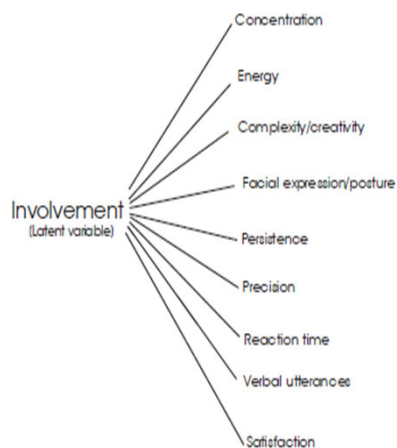 Concentration
Energy
Complexity/creativity
Facial expression/posture
Involvement
(Latent variable)
Persistence
Precision
Reaction time
Verbal utterances
Satisfaction